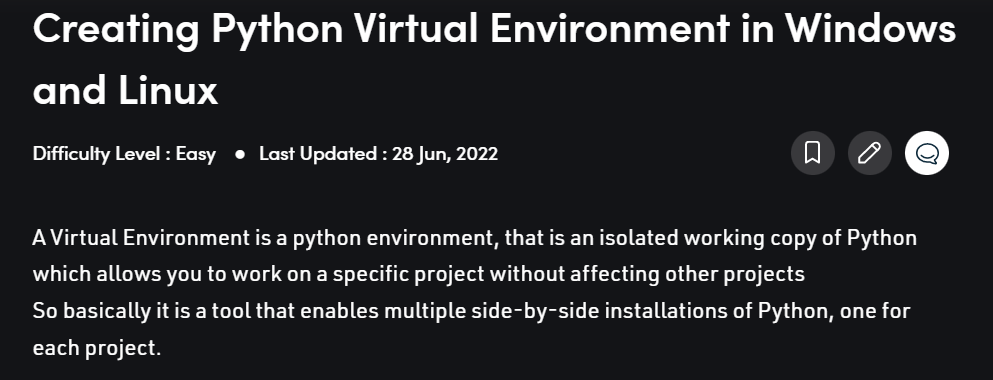 Creating Python Virtual Environment in Windows
and Linux
Difficulty Level : Easy ● Last Updated : 28 Jun, 2022
A Virtual Environment is a python environment, that is an isolated working copy of Python
which allows you to work on a specific project without affecting other projects
So basically it is a tool that enables multiple side-by-side installations of Python, one for
each project.